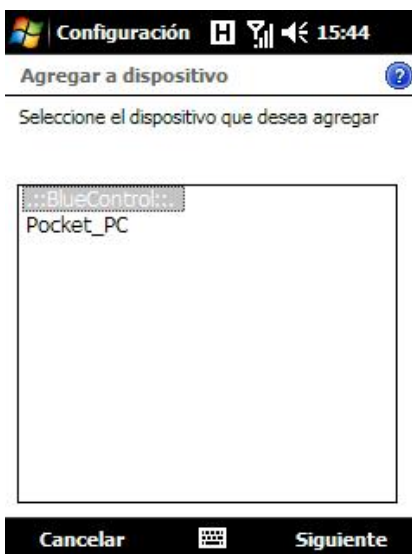 Configuración H 15:44
Agregar a dispositivo ?
Seleccione el dispositivo que desea agregar
.::BlueControl::.
Pocket_PC
Cancelar Siguiente